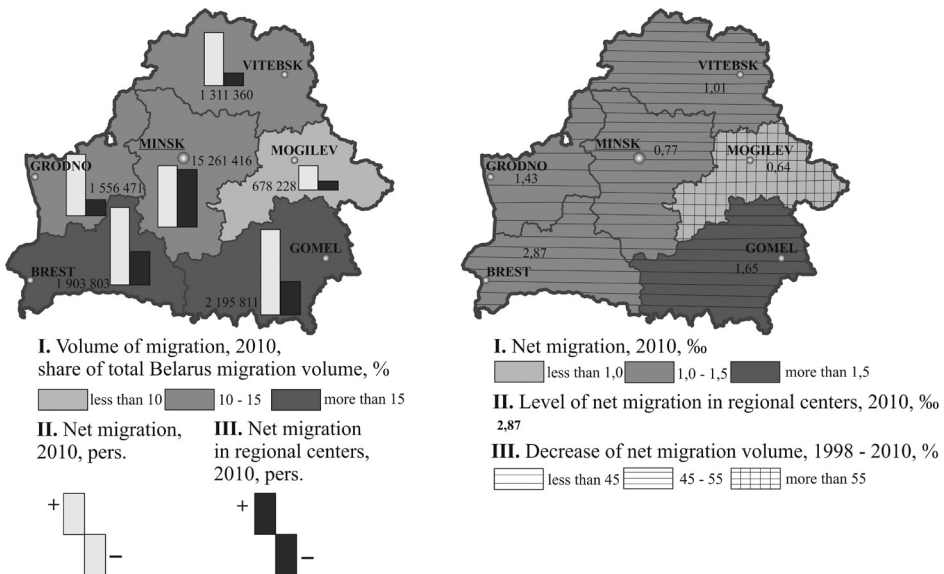 VITEBSK
1 311 360
MINSK
15 261 416
MOGILEV
678 228
GRODNO
1 556 471
GOMEL
BREST
1 903 803
2 195 811
I. Volume of migration, 2010,
share of total Belarus migration volume, %
less than 10
10 - 15
more than 15
II. Net migration,
2010, pers.
+
–
III. Net migration
in regional centers,
2010, pers.
+
–
VITEBSK
1,01
MINSK
0,77
MOGILEV
0,64
GRODNO
1,43
2,87
GOMEL
1,65
BREST
I. Net migration, 2010, ‰
less than 1,0
1,0 - 1,5
more than 1,5
II. Level of net migration in regional centers, 2010, ‰
2,87
III. Decrease of net migration volume, 1998 - 2010, %
less than 45
45 - 55
more than 55